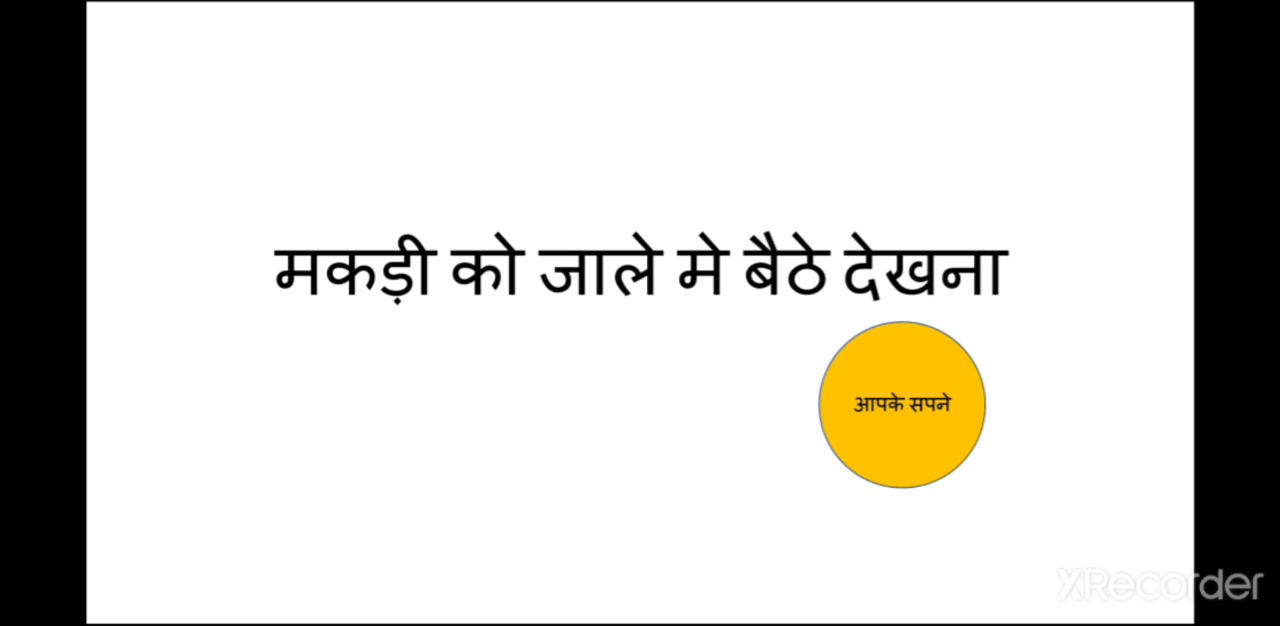 मकड़ी को जाले मे बैठे देखना
आपके सपने
XRecorder